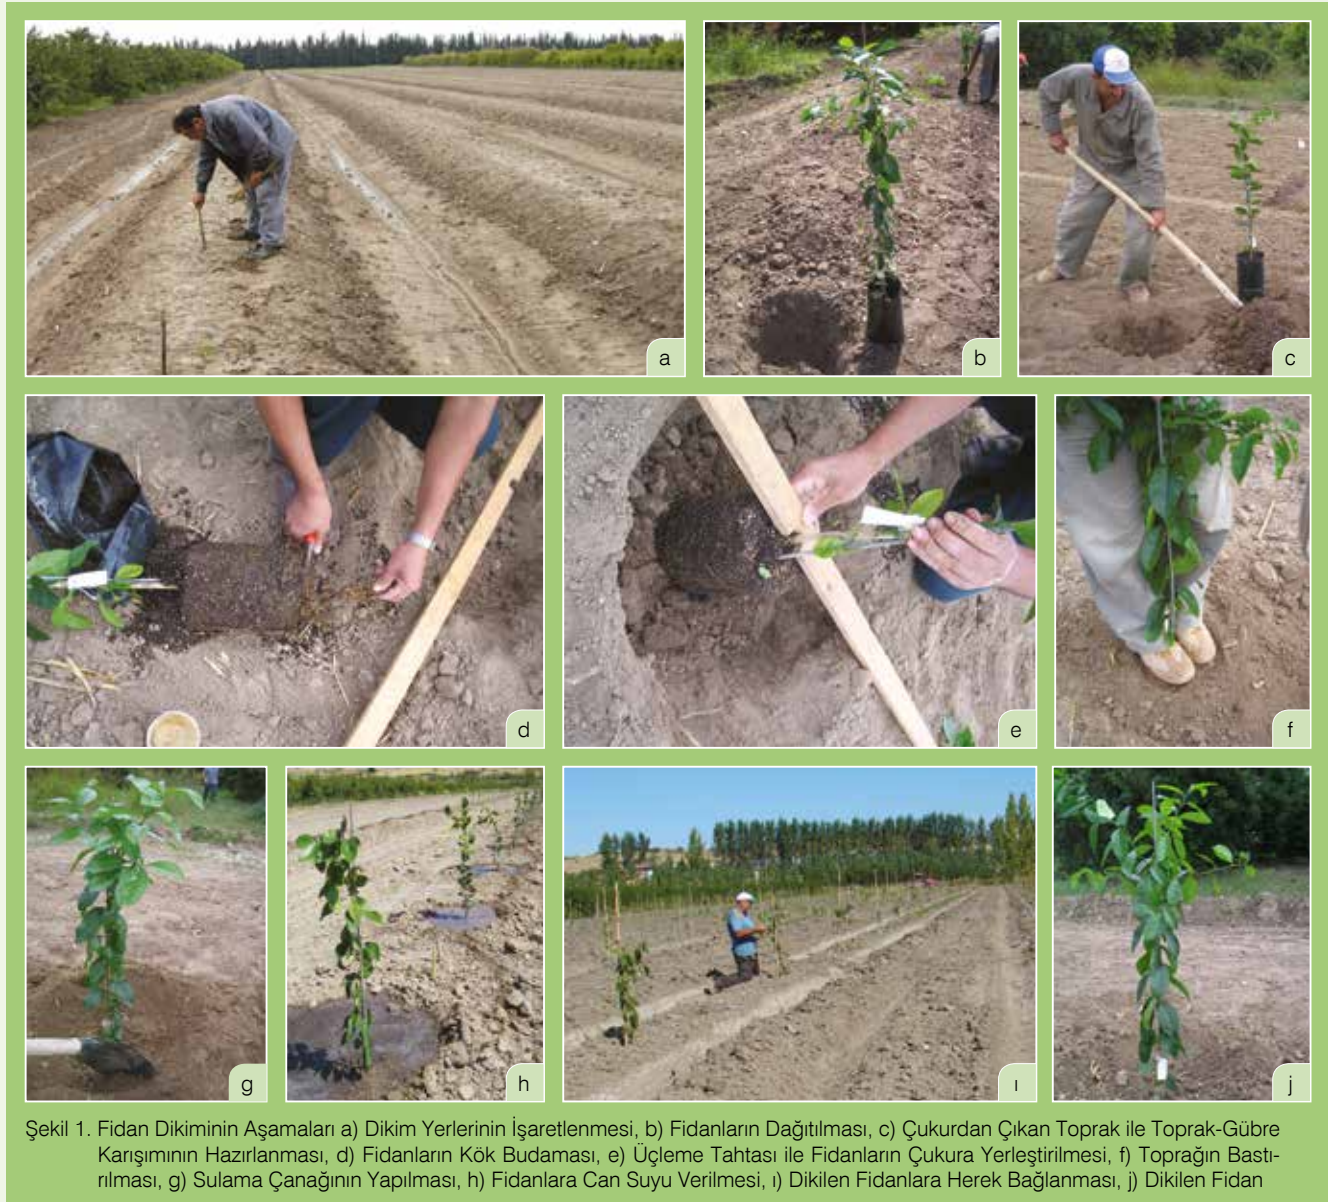 a
b
c
d
e
f
g
h
ı
j
Şekil 1. Fidan Dikiminin Aşamaları a) Dikim Yerlerinin İşaretlenmesi, b) Fidanların Dağıtılması, c) Çukurdan Çıkan Toprak ile Toprak-Gübre
Karışımının Hazırlanması, d) Fidanların Kök Budaması, e) Üçleme Tahtası ile Fidanların Çukura Yerleştirilmesi, f) Toprağın Bastı-
rılması, g) Sulama Çanağının Yapılması, h) Fidanlara Can Suyu Verilmesi, ı) Dikilen Fidanlara Herek Bağlanması, j) Dikilen Fidan